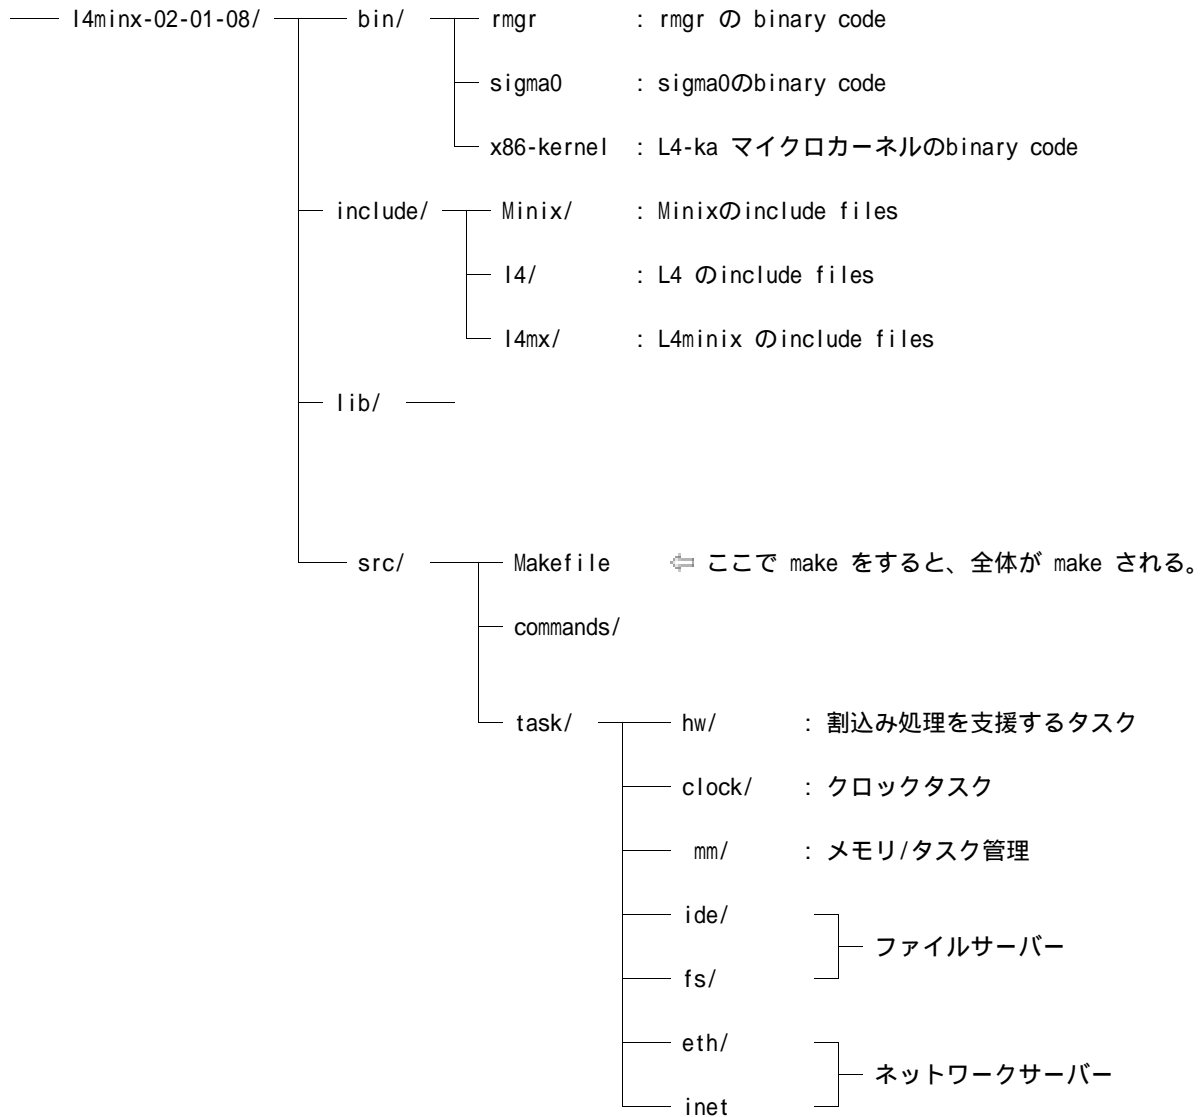 l4minx-02-01-08/ bin/ rmgr : rmgr の binary code
sigma0 : sigma0のbinary code
x86-kernel : L4-ka マイクロカーネルのbinary code
include/ Minix/ : Minixのinclude files
l4/ : L4 のinclude files
l4mx/ : L4minix のinclude files
lib/
src/ Makefile ⇦ ここで make をすると、全体が make される。
commands/
task/ hw/ : 割込み処理を支援するタスク
clock/ : クロックタスク
mm/ : メモリ/タスク管理
ide/
ファイルサーバー
fs/
eth/
ネットワークサーバー
inet